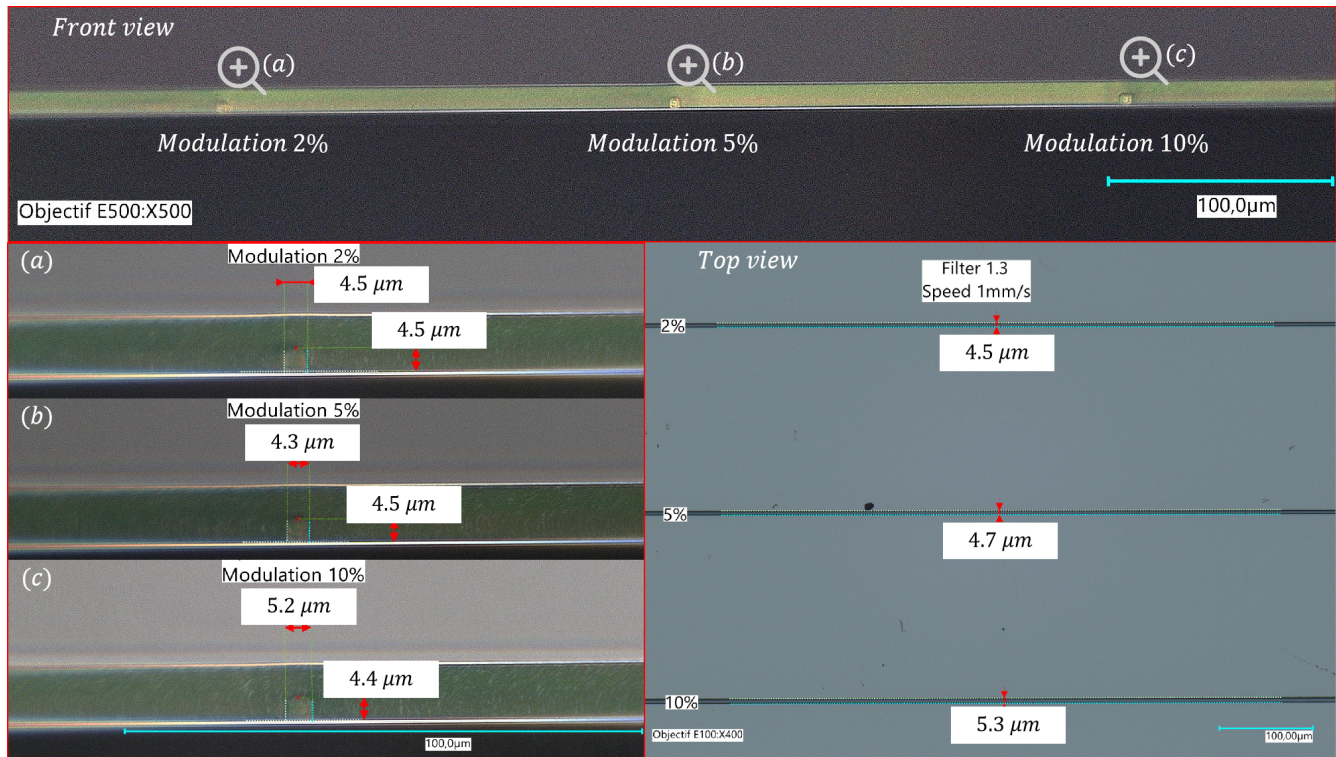 Front view
(a)
(b)
(c)
Modulation 2%
Modulation 5%
Modulation 10%
Objectif E500:X500
100,0µm
(a)
Modulation 2%
4.5 µm
4.5 µm
(b)
Modulation 5%
4.3 µm
4.5 µm
(c)
Modulation 10%
5.2 µm
4.4 µm
100,0µm
Top view
Filter 1.3
Speed 1mm/s
2%
4.5 µm
5%
4.7 µm
10%
5.3 µm
Objectif E100:X400
100,00µm